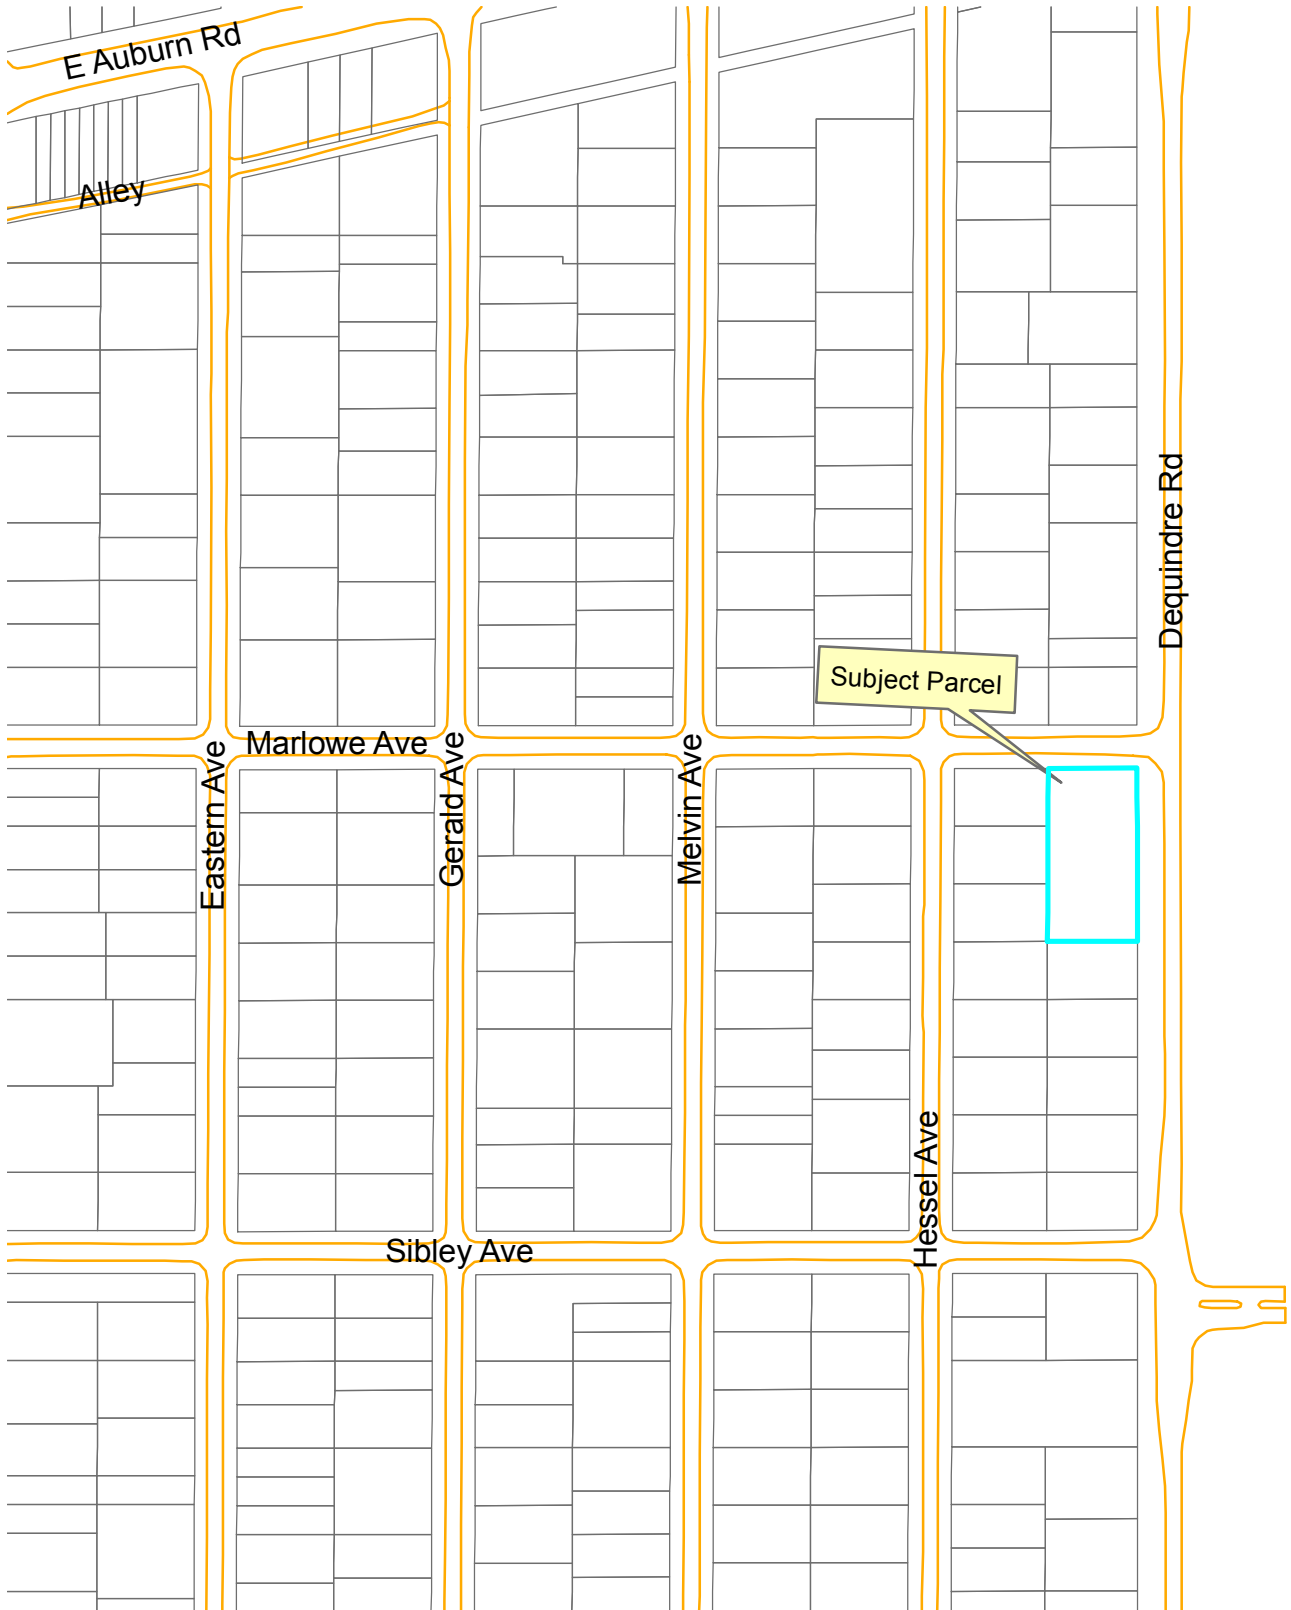 E Auburn Rd
Alley
Dequindre Rd
Subject Parcel
Marlowe Ave
Eastern Ave
Gerald Ave
Melvin Ave
Hessel Ave
Sibley Ave